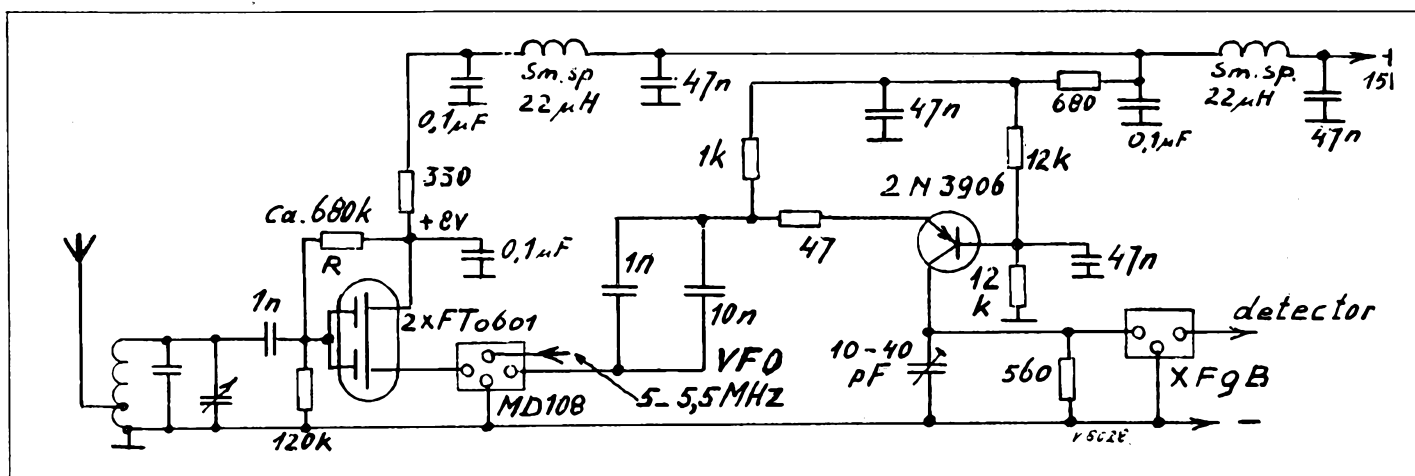 Sm.sp
22µH
0,1µF
47n
47n
680
Sm.sp.
22µH
0,1µF
47n
1k
12k
330
2N3906
ca. 680k
+8V
R
0,1µF
47
47n
1n
12
k
1n
10n
2xFT0601
VFO
detector
10-40
pF
560
XF9B
MD108
5-5,5MHz
120k